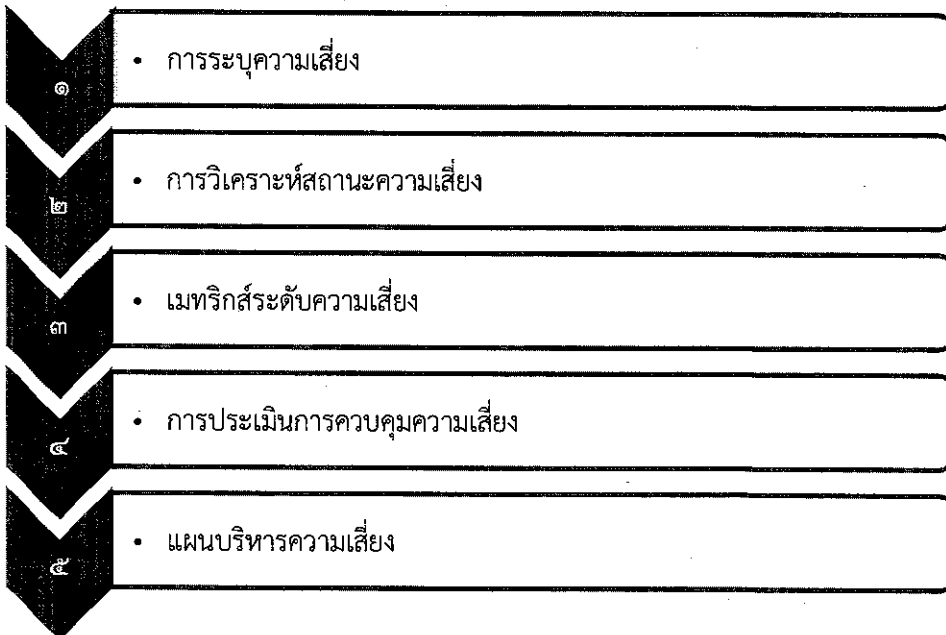 ๑
• การระบุความเสี่ยง
๒
• การวิเคราะห์สถานะความเสี่ยง
๓
• เมทริกส์ระดับความเสี่ยง
๔
• การประเมินการควบคุมความเสี่ยง
๕
• แผนบริหารความเสี่ยง